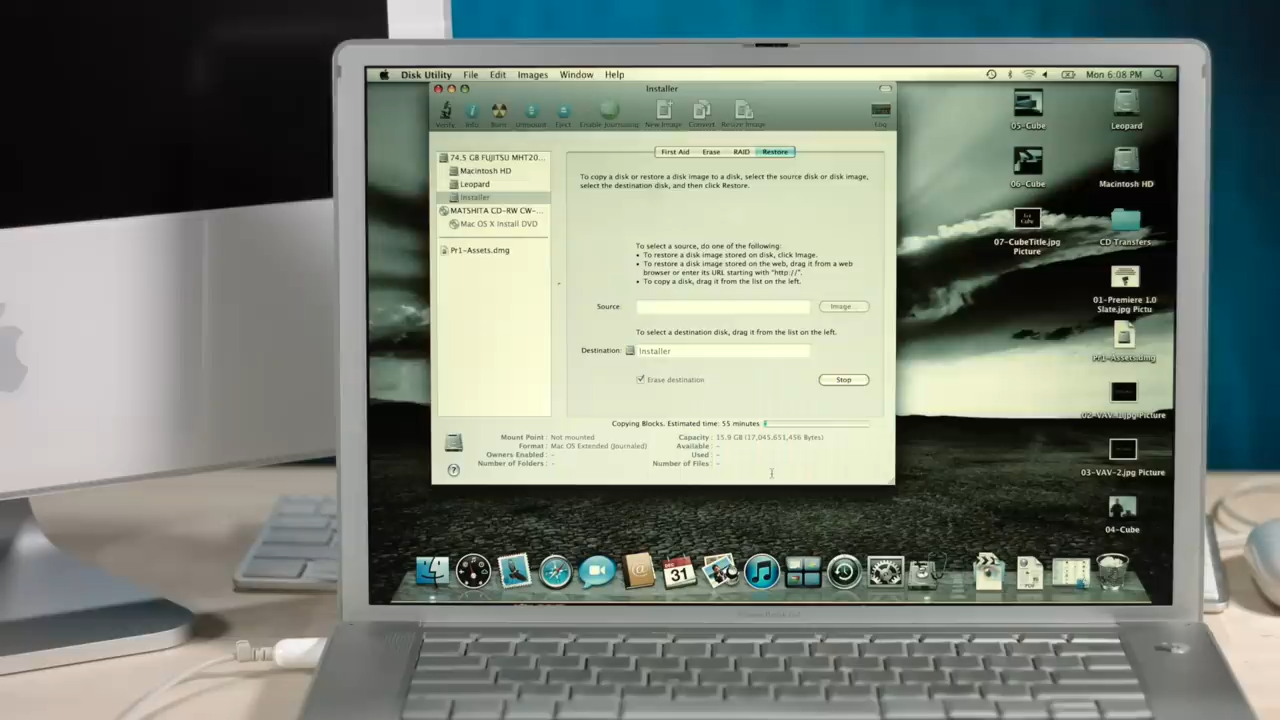 Disk Utility File Edit Images Window Help
Mon 6:08 PM
Installer
Verify Info Burn Unmount Eject Enable Journaling New Image Convert Resize Image Log
74.5 GB FUJITSU MHT20...
Macintosh HD
Leopard
Installer
MATSHITA CD-RW CW-...
Mac OS X Install DVD
Pr1-Assets.dmg
First Aid Erase RAID Restore
To copy a disk or restore a disk image to a disk, select the source disk or disk image,
select the destination disk, and then click Restore.
To select a source, do one of the following:
• To restore a disk image stored on disk, click Image.
• To restore a disk image stored on the web, drag it from a web
browser or enter its URL starting with "http://".
• To copy a disk, drag it from the list on the left.
Source:
Image...
To select a destination disk, drag it from the list on the left.
Destination: Installer
Erase destination
Stop
Copying Blocks. Estimated time: 55 minutes
Mount Point : Not mounted
Format : Mac OS Extended (Journaled)
Owners Enabled : -
Number of Folders : -
Capacity : 15.9 GB (17,045,651,456 Bytes)
Available : -
Used : -
Number of Files : -
?
05-Cube
Leopard
06-Cube
Macintosh HD
07-CubeTitle.jpg
Picture
CD Transfers
01-Premiere 1.0
Slate.jpg Pictu
Pr1-Assets.dmg
02-VAV-1.jpg Picture
03-VAV-2.jpg Picture
04-Cube
31
PDF